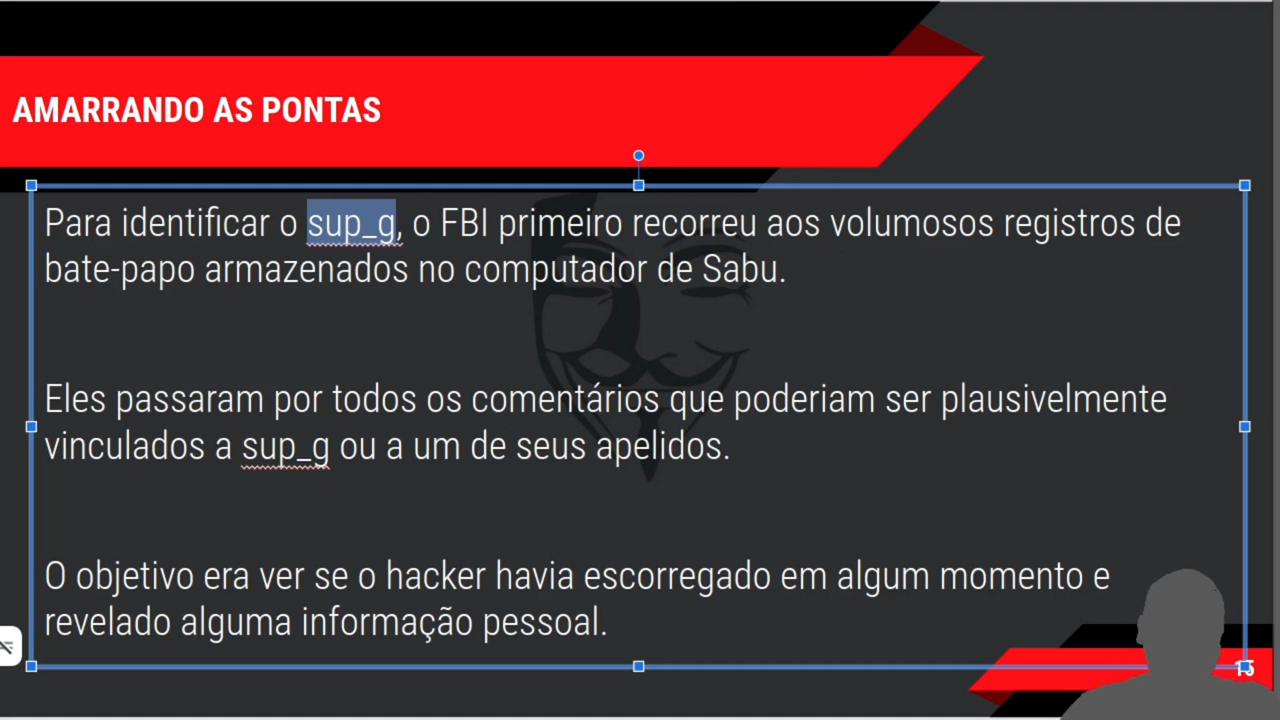 AMARRANDO AS PONTAS
Para identificar o sup_g, o FBI primeiro recorreu aos volumosos registros de
bate-papo armazenados no computador de Sabu.
Eles passaram por todos os comentários que poderiam ser plausivelmente
vinculados a sup_g ou a um de seus apelidos.
O objetivo era ver se o hacker havia escorregado em algum momento e
revelado alguma informação pessoal.
15